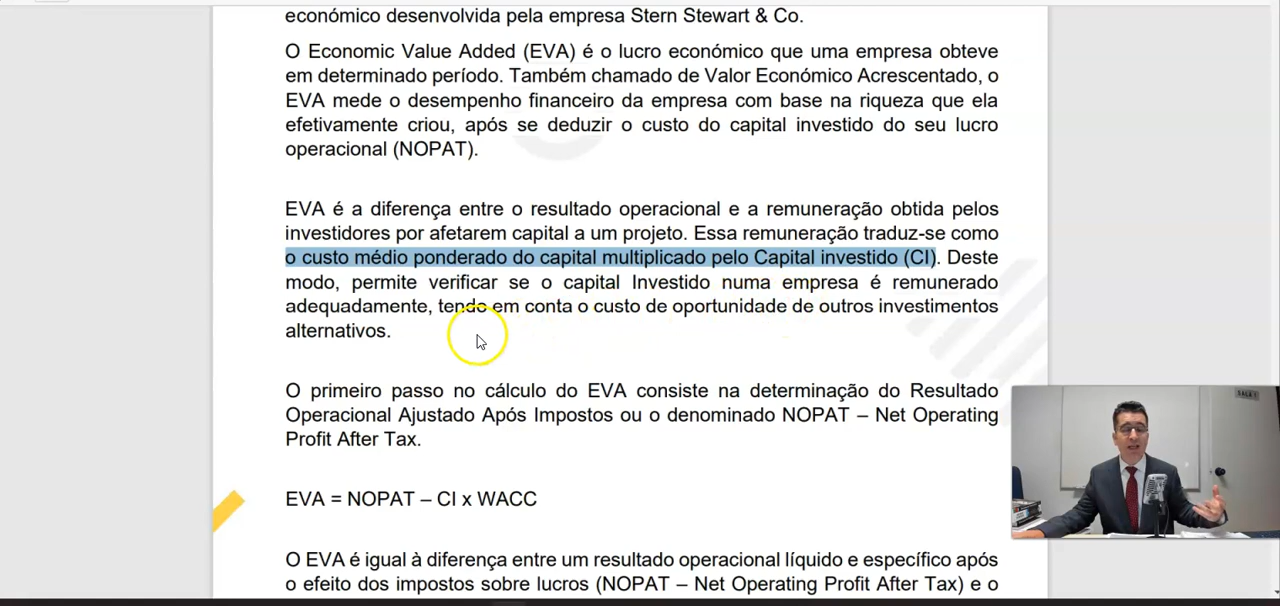 económico desenvolvida pela empresa Stern Stewart & Co.
O Economic Value Added (EVA) é o lucro económico que uma empresa obteve
em determinado período. Também chamado de Valor Económico Acrescentado, o
EVA mede o desempenho financeiro da empresa com base na riqueza que ela
efetivamente criou, após se deduzir o custo do capital investido do seu lucro
operacional (NOPAT).
EVA é a diferença entre o resultado operacional e a remuneração obtida pelos
investidores por afetarem capital a um projeto. Essa remuneração traduz-se como
o custo médio ponderado do capital multiplicado pelo Capital investido (CI). Deste
modo, permite verificar se o capital Investido numa empresa é remunerado
adequadamente, tendo em conta o custo de oportunidade de outros investimentos
alternativos.
O primeiro passo no cálculo do EVA consiste na determinação do Resultado
Operacional Ajustado Após Impostos ou o denominado NOPAT – Net Operating
Profit After Tax.
EVA = NOPAT – CI x WACC
O EVA é igual à diferença entre um resultado operacional líquido e específico após
o efeito dos impostos sobre lucros (NOPAT – Net Operating Profit After Tax) e o